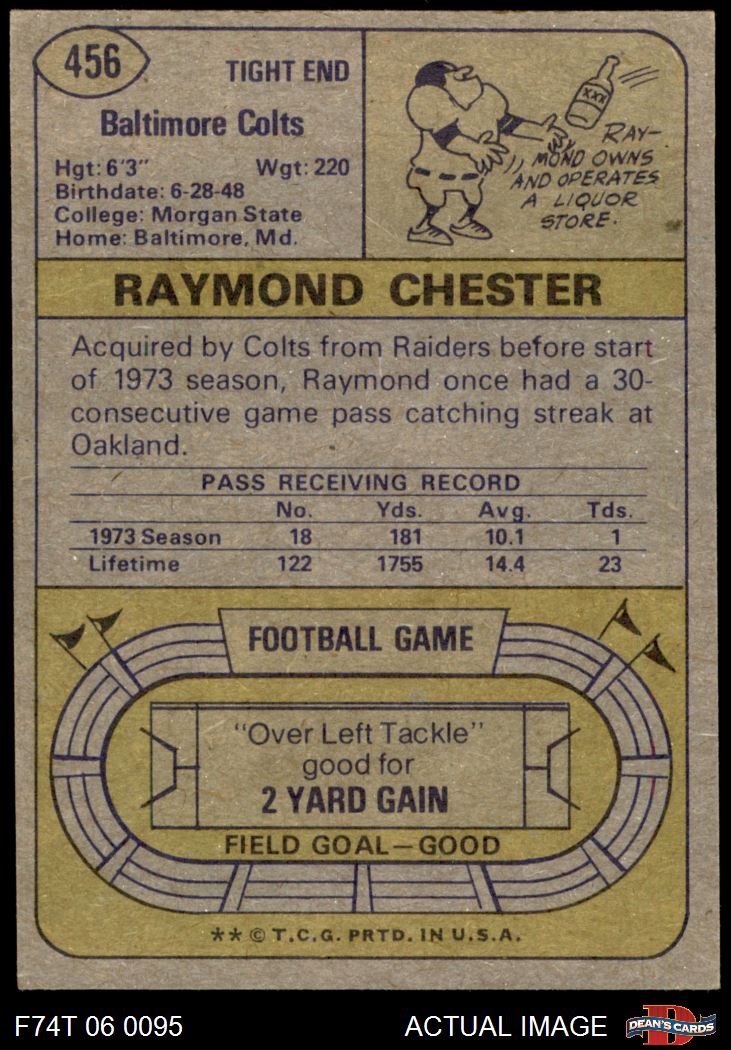 456
TIGHT END
Baltimore Colts
Hgt: 6'3" Wgt: 220
Birthdate: 6-28-48
College: Morgan State
Home: Baltimore, Md.
XXX
RAY-
MOND OWNS
AND OPERATES
A LIQUOR
STORE.
RAYMOND CHESTER
Acquired by Colts from Raiders before start
of 1973 season, Raymond once had a 30-
consecutive game pass catching streak at
Oakland.
PASS RECEIVING RECORD
No. Yds. Avg. Tds.
1973 Season 18 181 10.1 1
Lifetime 122 1755 14.4 23
FOOTBALL GAME
"Over Left Tackle"
good for
2 YARD GAIN
FIELD GOAL—GOOD
** © T.C.G. PRTD. IN U.S.A.
F74T 06 0095 ACTUAL IMAGE
D
DEAN'S CARDS